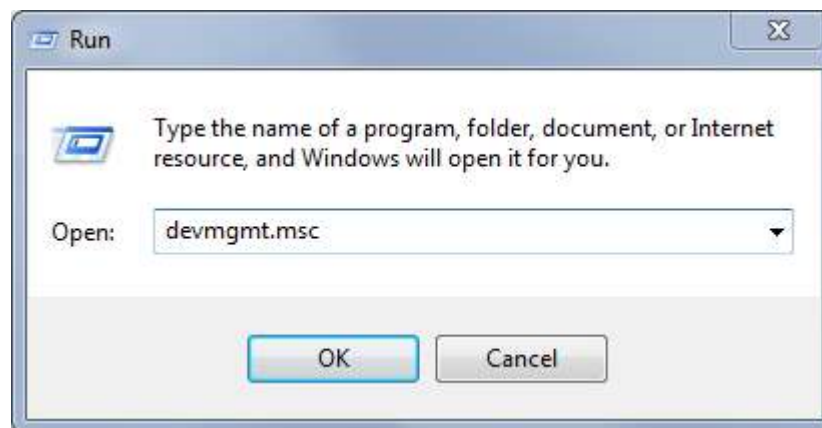 Run
Type the name of a program, folder, document, or Internet
resource, and Windows will open it for you.
Open: devmgmt.msc
OK Cancel